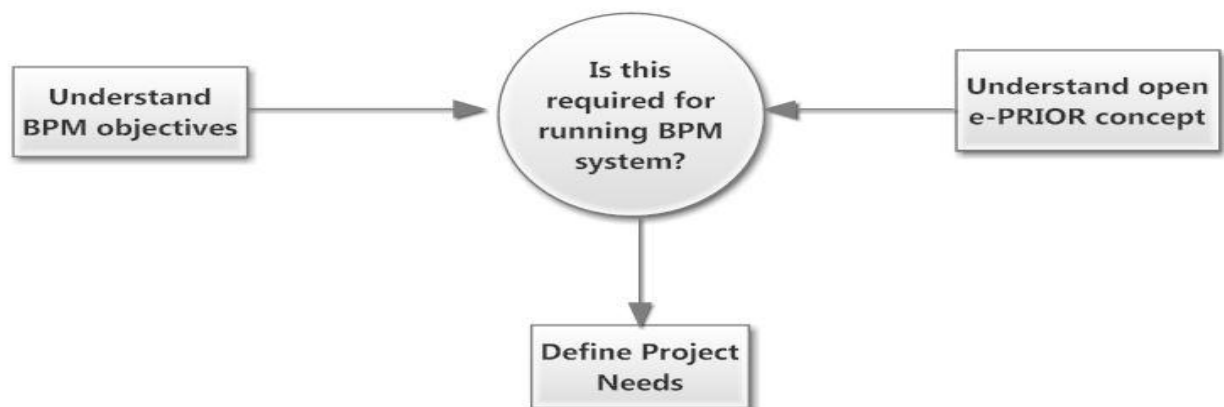 Understand
BPM objectives
Is this
required for
running BPM
system?
Understand open
e-PRIOR concept
Define Project
Needs